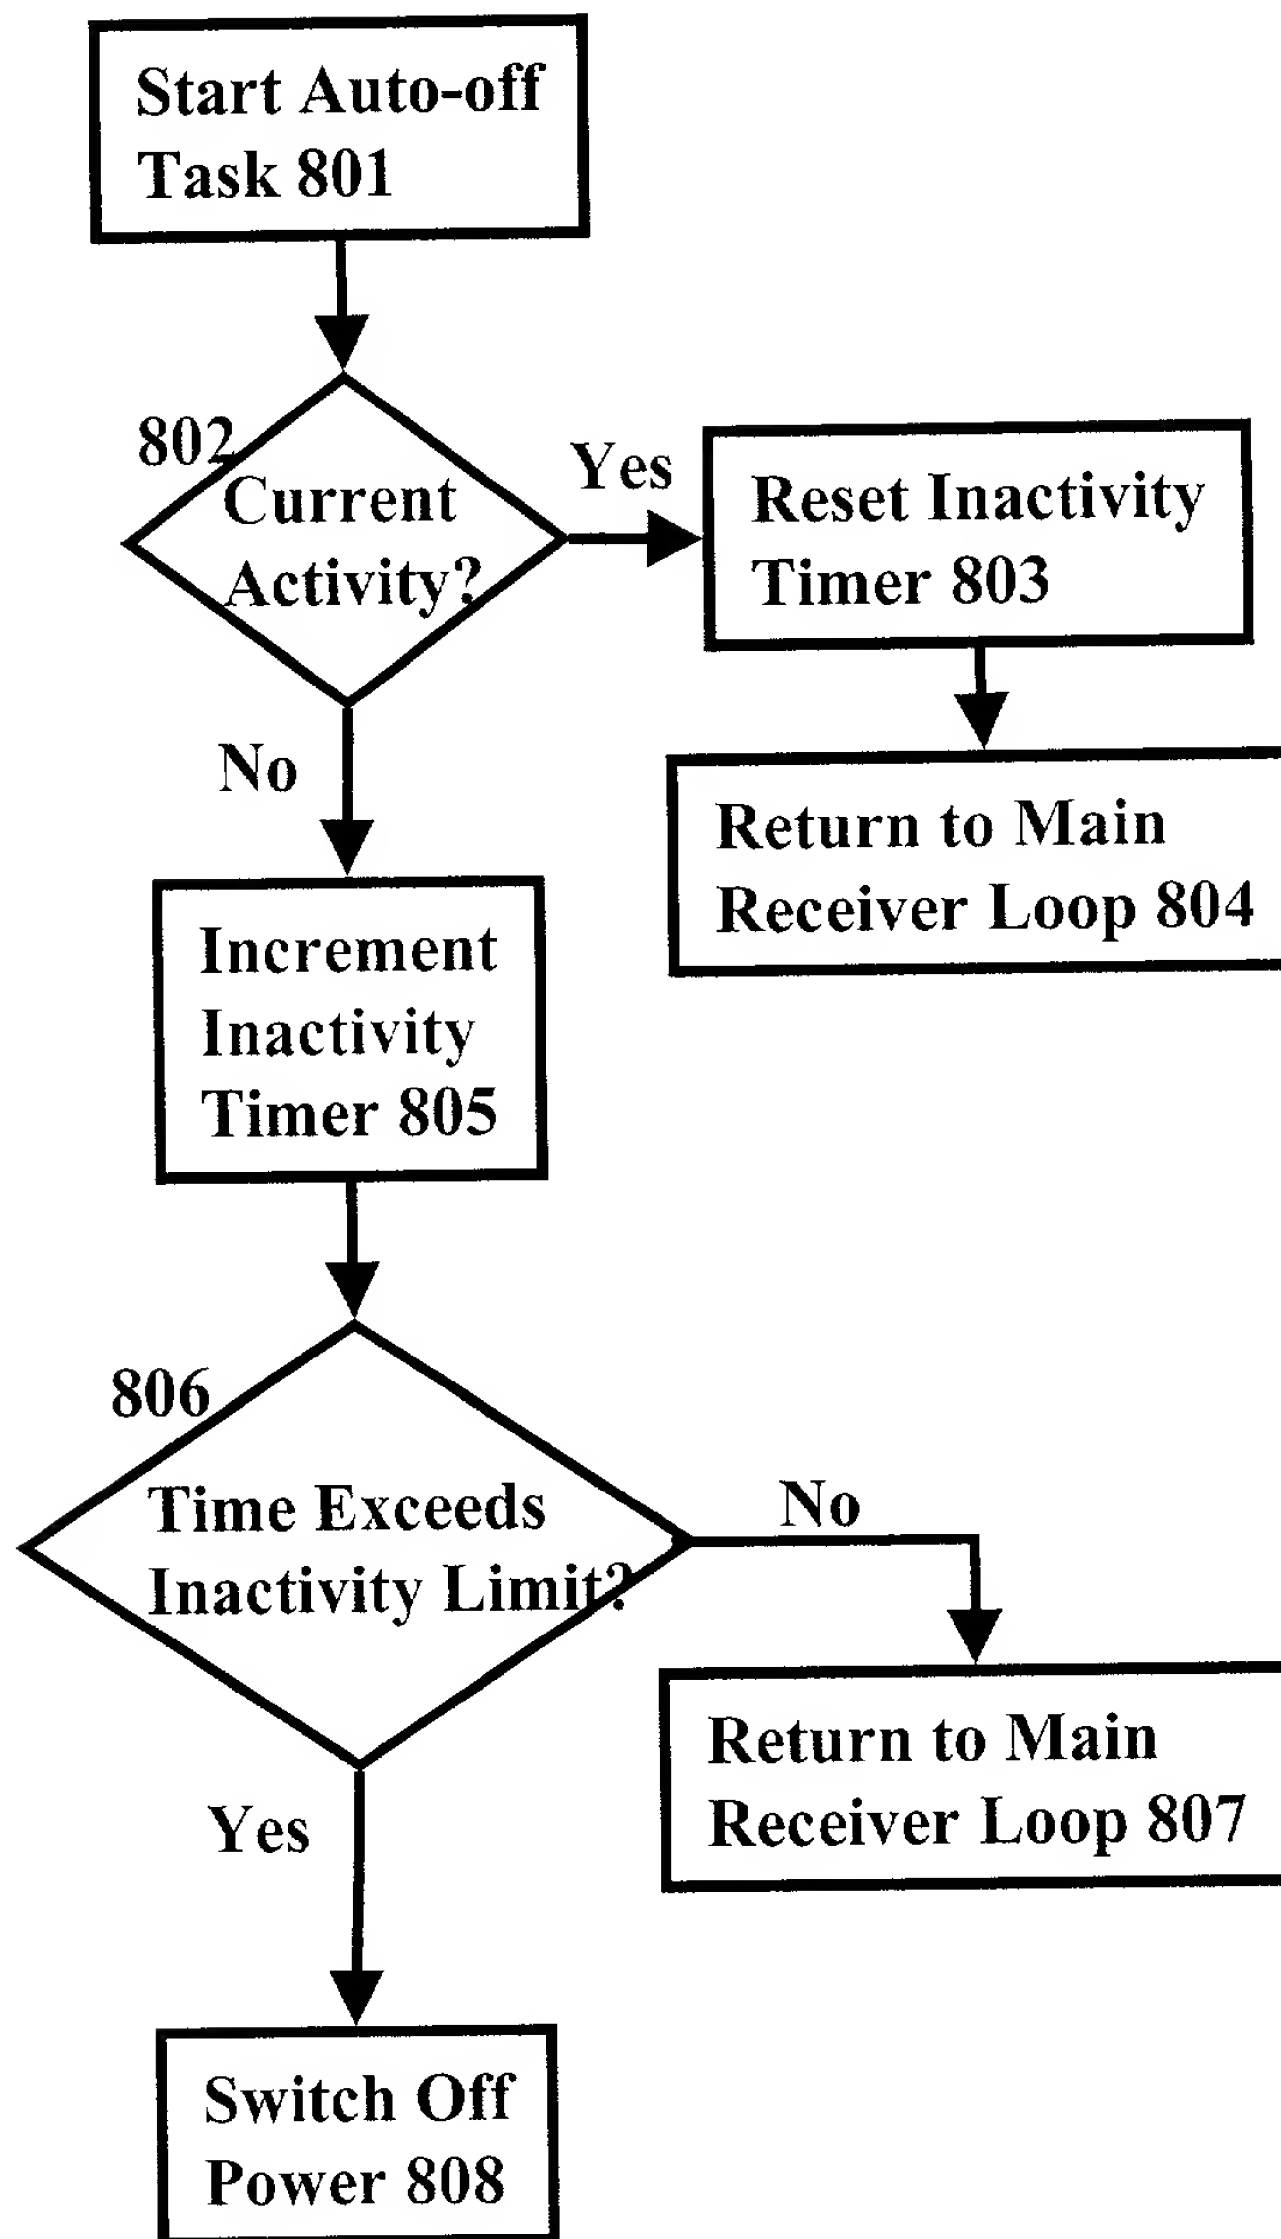 Start Auto-off
Task 801
802
Current
Activity?
Yes
Reset Inactivity
Timer 803
Return to Main
Receiver Loop 804
No
Increment
Inactivity
Timer 805
806
Time Exceeds
Inactivity Limit?
No
Return to Main
Receiver Loop 807
Yes
Switch Off
Power 808